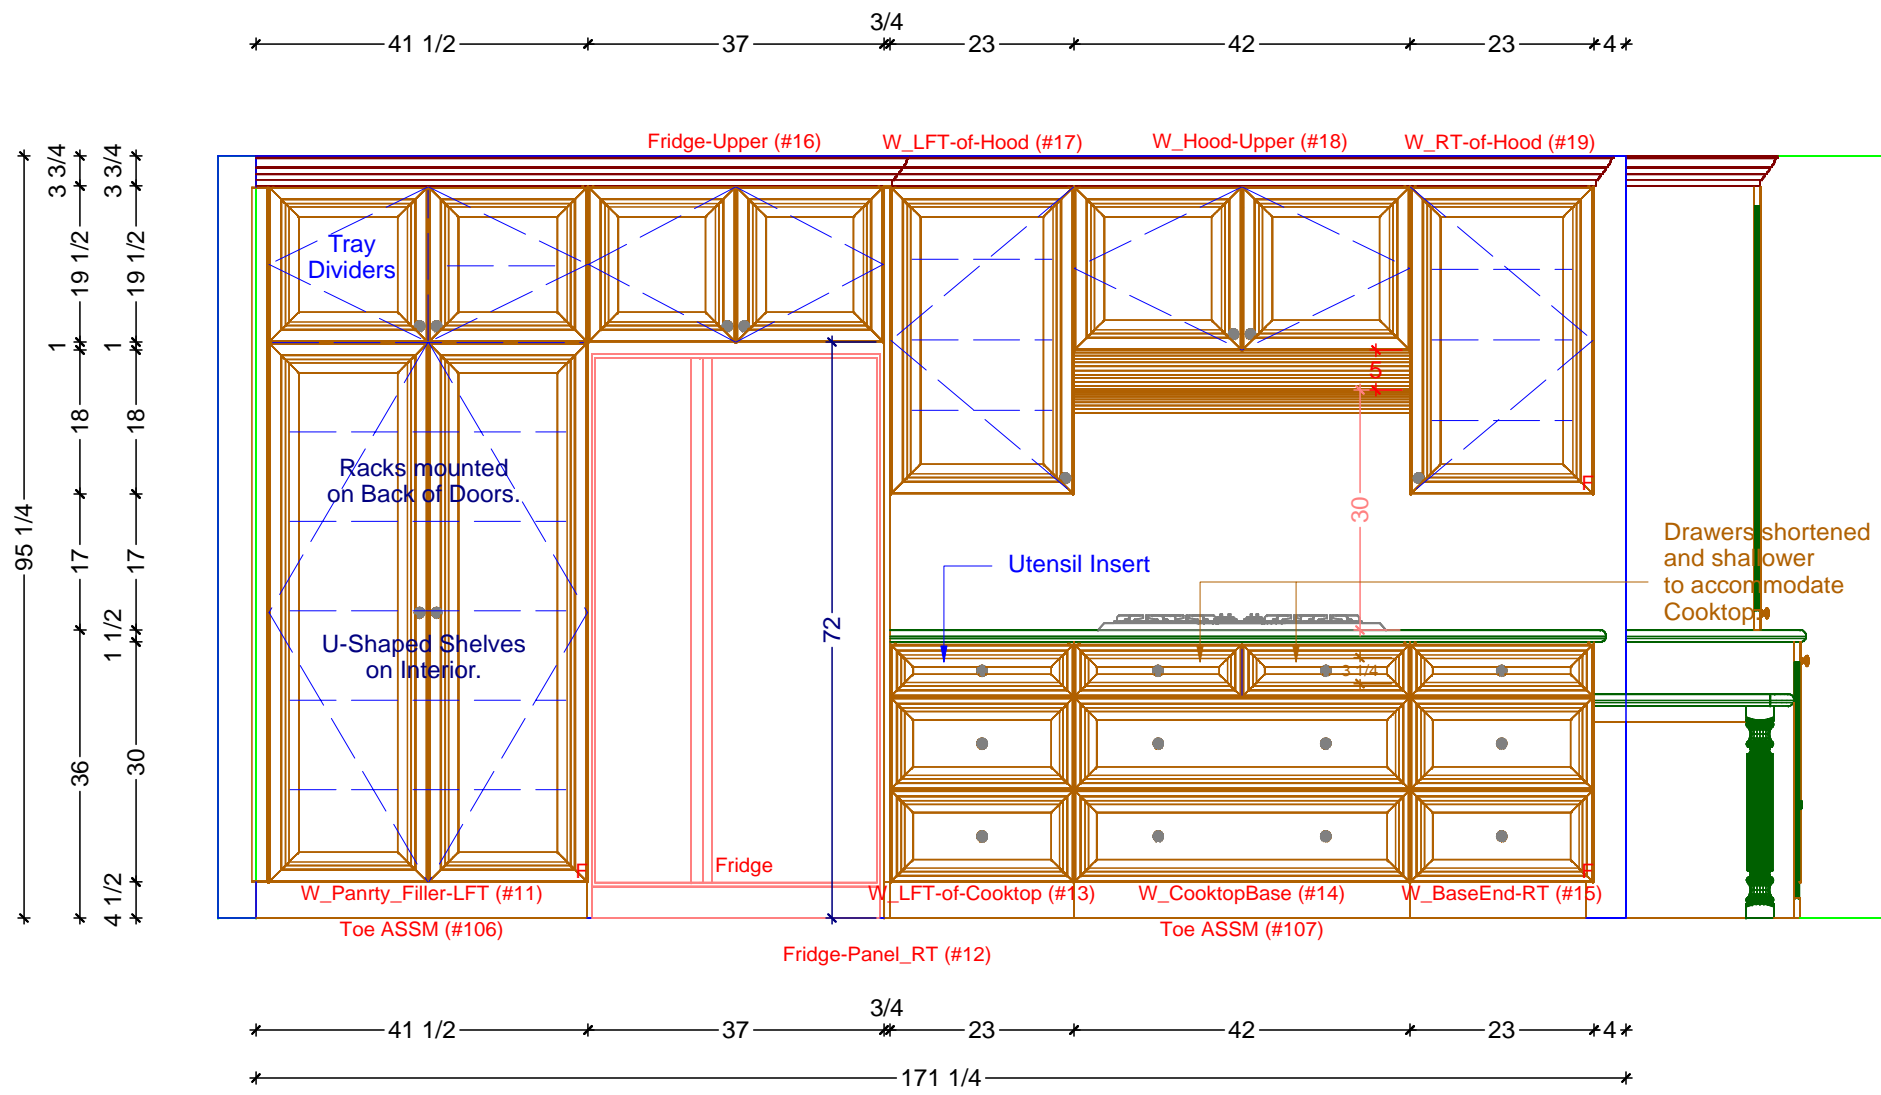 3/4
41 1/2 37 23 42 23 4
Fridge-Upper (#16) W_LFT-of-Hood (#17) W_Hood-Upper (#18) W_RT-of-Hood (#19)
3 3/4 3 3/4
19 1/2 19 1/2
1 1
18 18
17 17
1 1/2
36 30
4 1/2
95 1/4
Tray
Dividers
5
Racks mounted
on Back of Doors.
F
30
Drawers shortened
and shallower
to accommodate
Cooktop.
Utensil Insert
72
U-Shaped Shelves
on Interior.
3 1/4
Fridge
F
F
W_Panrty_Filler-LFT (#11) W_LFT-of-Cooktop (#13) W_CooktopBase (#14) W_BaseEnd-RT (#15)
Toe ASSM (#106) Toe ASSM (#107)
Fridge-Panel_RT (#12)
3/4
41 1/2 37 23 42 23 4
171 1/4